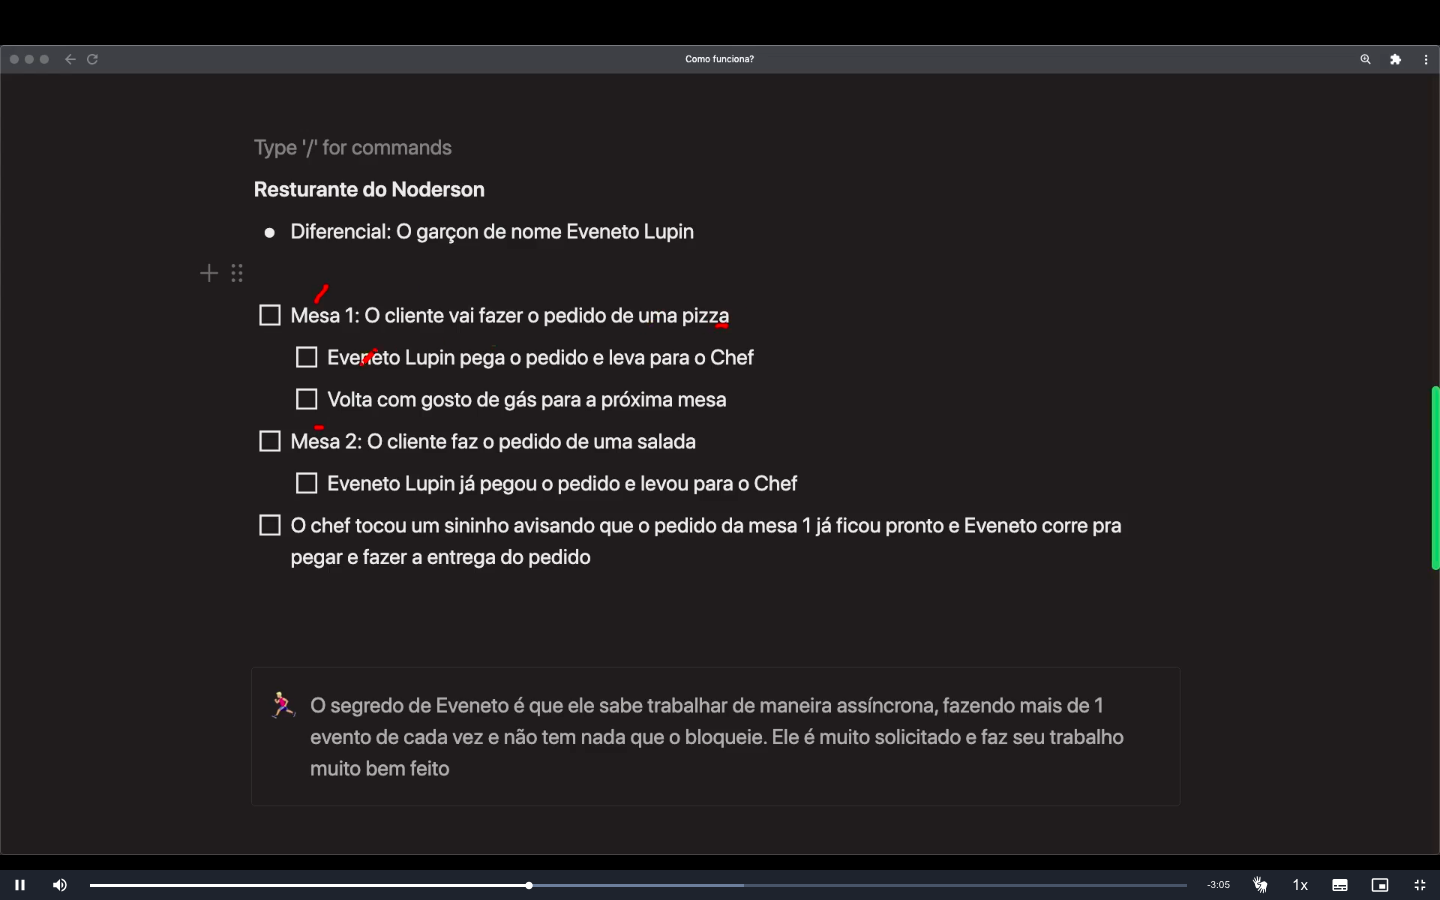 Como funciona?
Type '/' for commands
Resturante do Noderson
Diferencial: O garçon de nome Eveneto Lupin
Mesa 1: O cliente vai fazer o pedido de uma pizza
Eveneto Lupin pega o pedido e leva para o Chef
Volta com gosto de gás para a próxima mesa
Mesa 2: O cliente faz o pedido de uma salada
Eveneto Lupin já pegou o pedido e levou para o Chef
O chef tocou um sininho avisando que o pedido da mesa 1 já ficou pronto e Eveneto corre pra
pegar e fazer a entrega do pedido
O segredo de Eveneto é que ele sabe trabalhar de maneira assíncrona, fazendo mais de 1
evento de cada vez e não tem nada que o bloqueie. Ele é muito solicitado e faz seu trabalho
muito bem feito
-3:05
1x